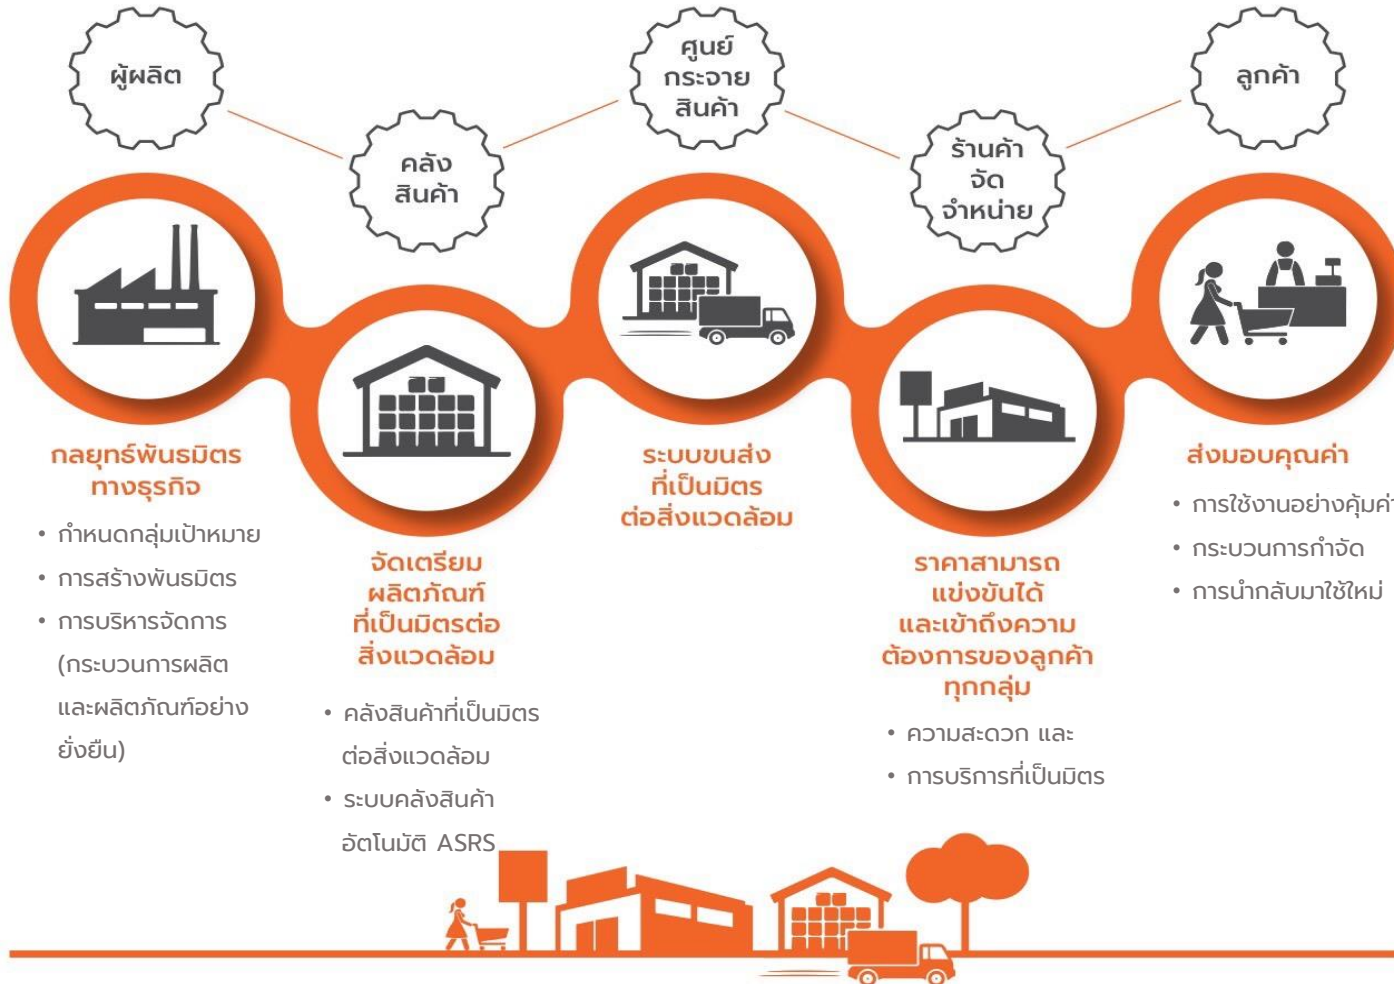 ผู้ผลิต
คลัง
สินค้า
ศูนย์
กระจาย
สินค้า
ร้านค้า
จัด
จำหน่าย
ลูกค้า
กลยุทธ์พันธมิตร
ทางธุรกิจ
• กำหนดกลุ่มเป้าหมาย
• การสร้างพันธมิตร
• การบริหารจัดการ
(กระบวนการผลิต
และผลิตภัณฑ์อย่าง
ยั่งยืน)
จัดเตรียม
ผลิตภัณฑ์
ที่เป็นมิตรต่อ
สิ่งแวดล้อม
• คลังสินค้าที่เป็นมิตร
ต่อสิ่งแวดล้อม
• ระบบคลังสินค้า
อัตโนมัติ ASRS
ระบบขนส่ง
ที่เป็นมิตร
ต่อสิ่งแวดล้อม
ราคาสามารถ
แข่งขันได้
และเข้าถึงความ
ต้องการของลูกค้า
ทุกกลุ่ม
• ความสะดวก และ
• การบริการที่เป็นมิตร
ส่งมอบคุณค่า
• การใช้งานอย่างคุ้มค่า
• กระบวนการกำจัด
• การนำกลับมาใช้ใหม่